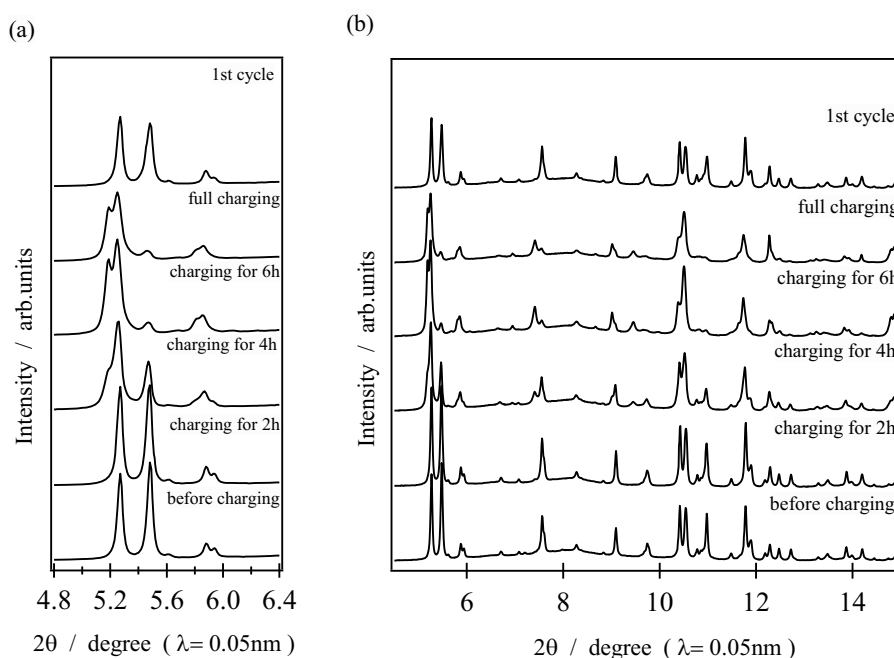 (a)
1st cycle
full charging
charging for 6h
charging for 4h
charging for 2h
before charging
Intensity / arb.units
4.8 5.2 5.6 6.0 6.4
2θ / degree ( λ= 0.05nm )
(b)
1st cycle
full charging
charging for 6h
charging for 4h
charging for 2h
before charging
Intensity / arb.units
6 8 10 12 14
2θ / degree ( λ= 0.05nm )